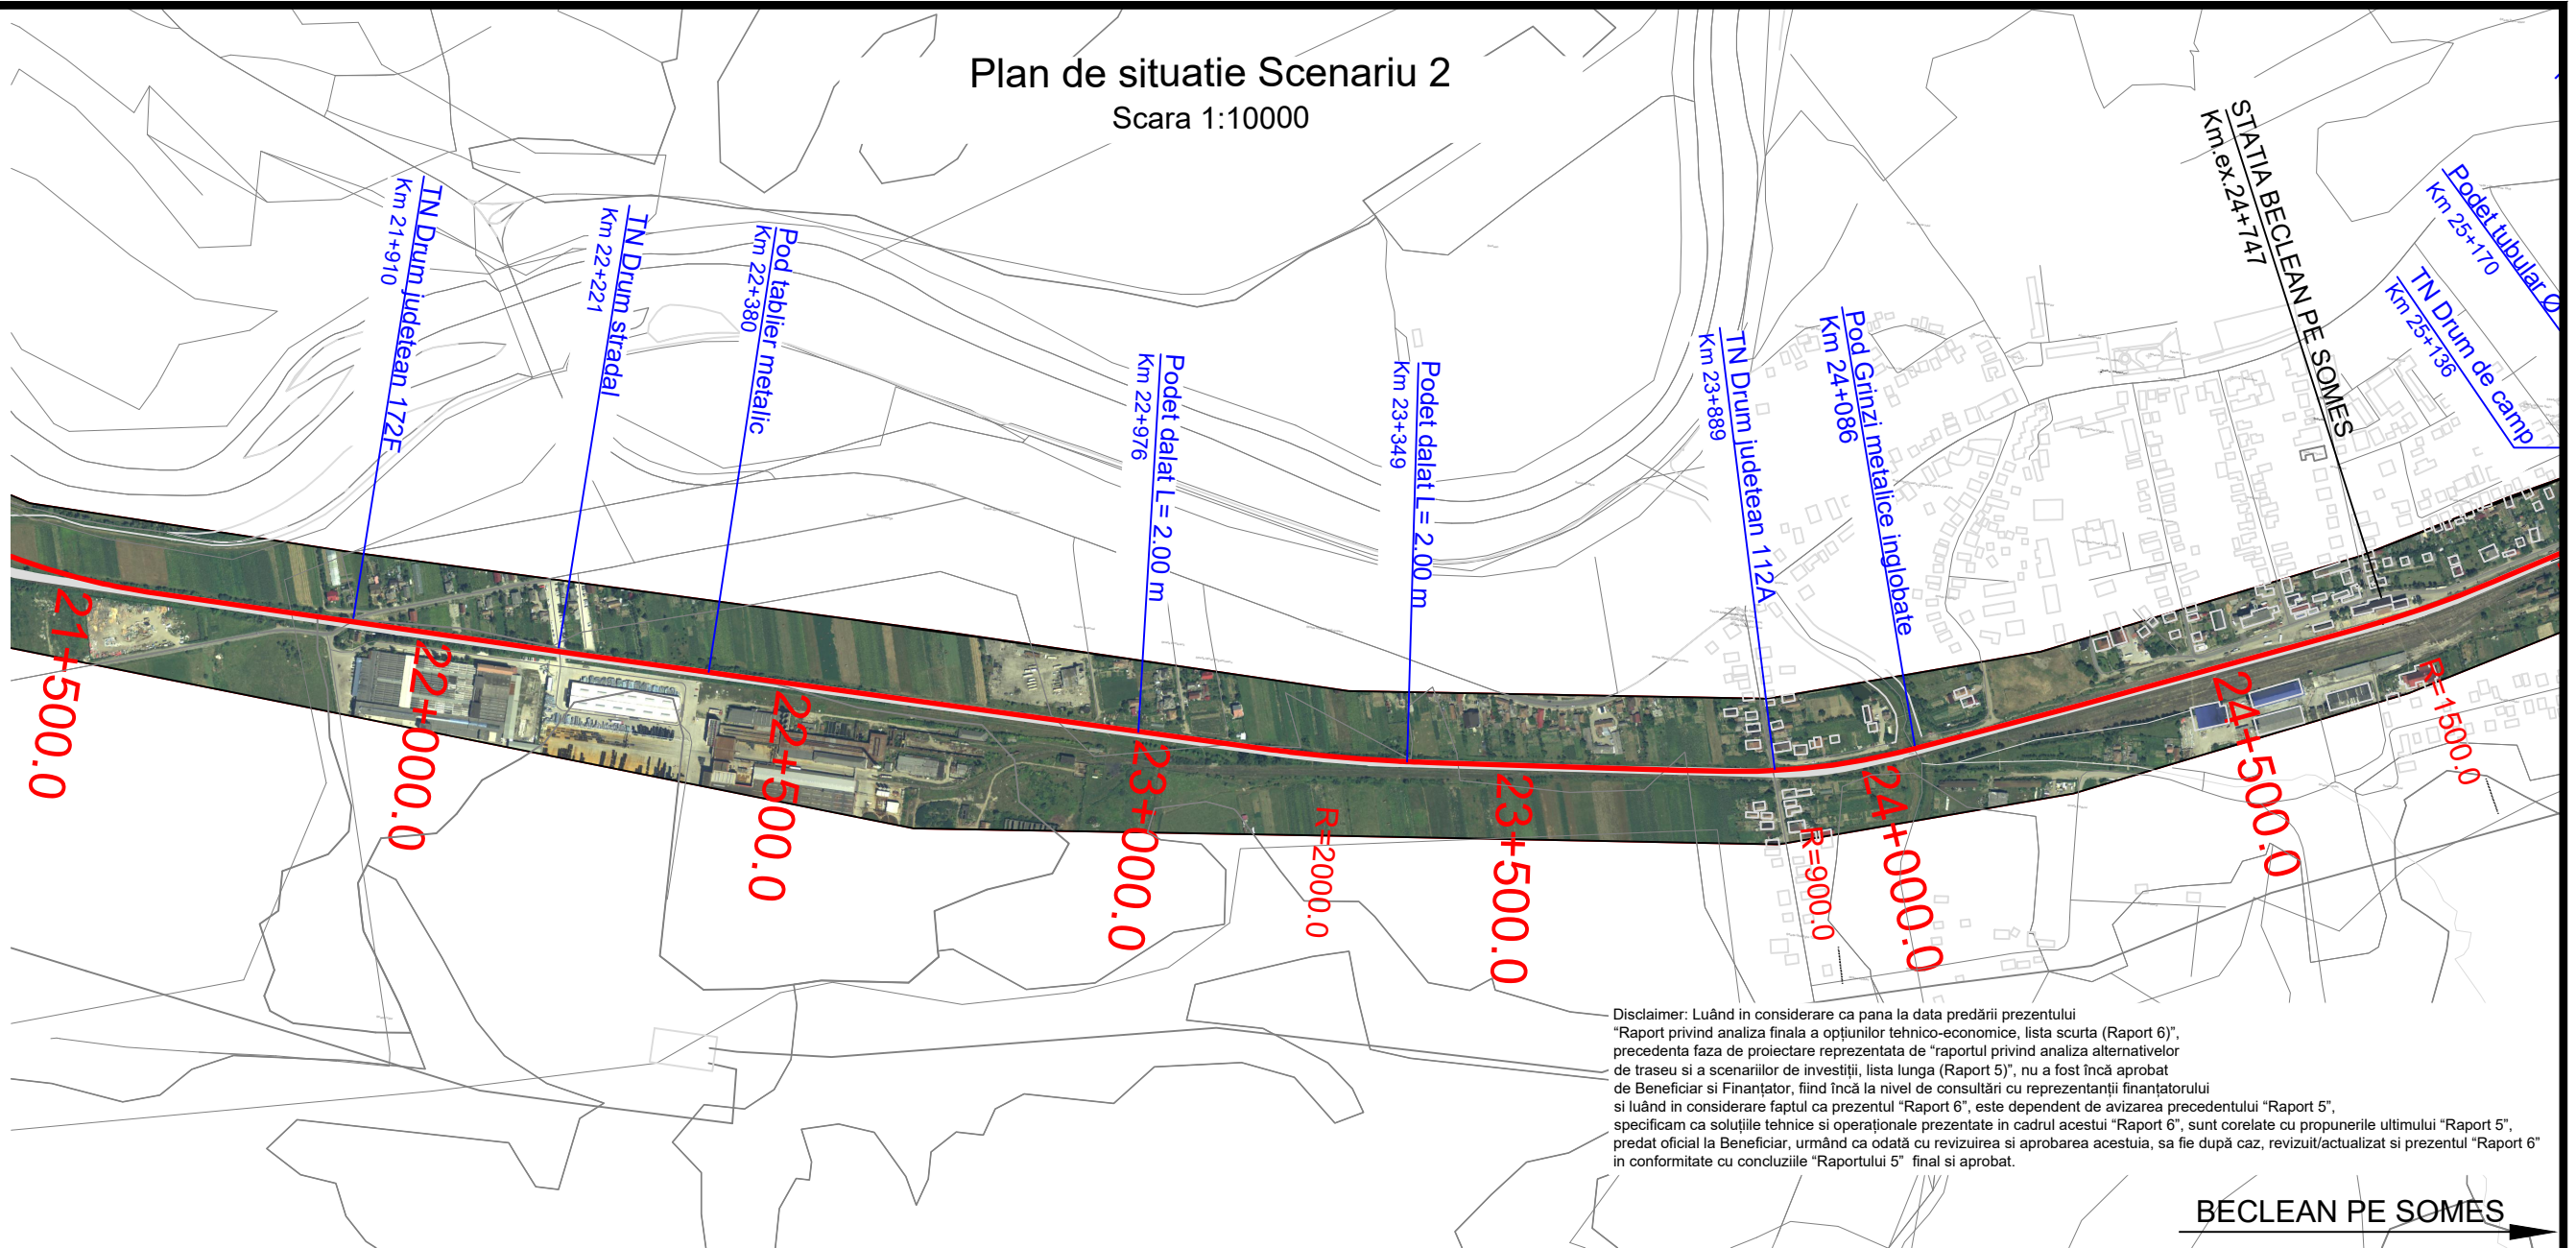 Plan de situatie Scenariu 2
Scara 1:10000
TN Drum judetean 172F
Km 21+910
TN Drum stradal
Km 22+221
Pod tablier metalic
Km 22+380
Podet dalat L= 2.00 m
Km 22+976
Podet dalat L= 2.00 m
Km 23+349
TN Drum judetean 112A
Km 23+889
Pod Grinzi metalice inglobate
Km 24+086
STATIA BECLEAN PE SOMES
Km.ex.24+747
TN Drum de camp
Km 25+136
Podet tubular Ø
Km 25+170
21+500.0
22+000.0
22+500.0
23+000.0
R=2000.0
23+500.0
R=900.0
24+000.0
24+500.0
R=1500.0
Disclaimer: Luând in considerare ca pana la data predării prezentului
“Raport privind analiza finala a opțiunilor tehnico-economice, lista scurta (Raport 6)”,
precedenta faza de proiectare reprezentata de “raportul privind analiza alternativelor
de traseu si a scenariilor de investiții, lista lunga (Raport 5)”, nu a fost încă aprobat
de Beneficiar si Finanțator, fiind încă la nivel de consultări cu reprezentanții finanțatorului
si luând in considerare faptul ca prezentul “Raport 6”, este dependent de avizarea precedentului “Raport 5”,
specificam ca soluțiile tehnice si operaționale prezentate in cadrul acestui “Raport 6”, sunt corelate cu propunerile ultimului “Raport 5”,
predat oficial la Beneficiar, urmând ca odată cu revizuirea si aprobarea acestuia, sa fie după caz, revizuit/actualizat si prezentul “Raport 6”
in conformitate cu concluziile “Raportului 5” final si aprobat.
BECLEAN PE SOMES